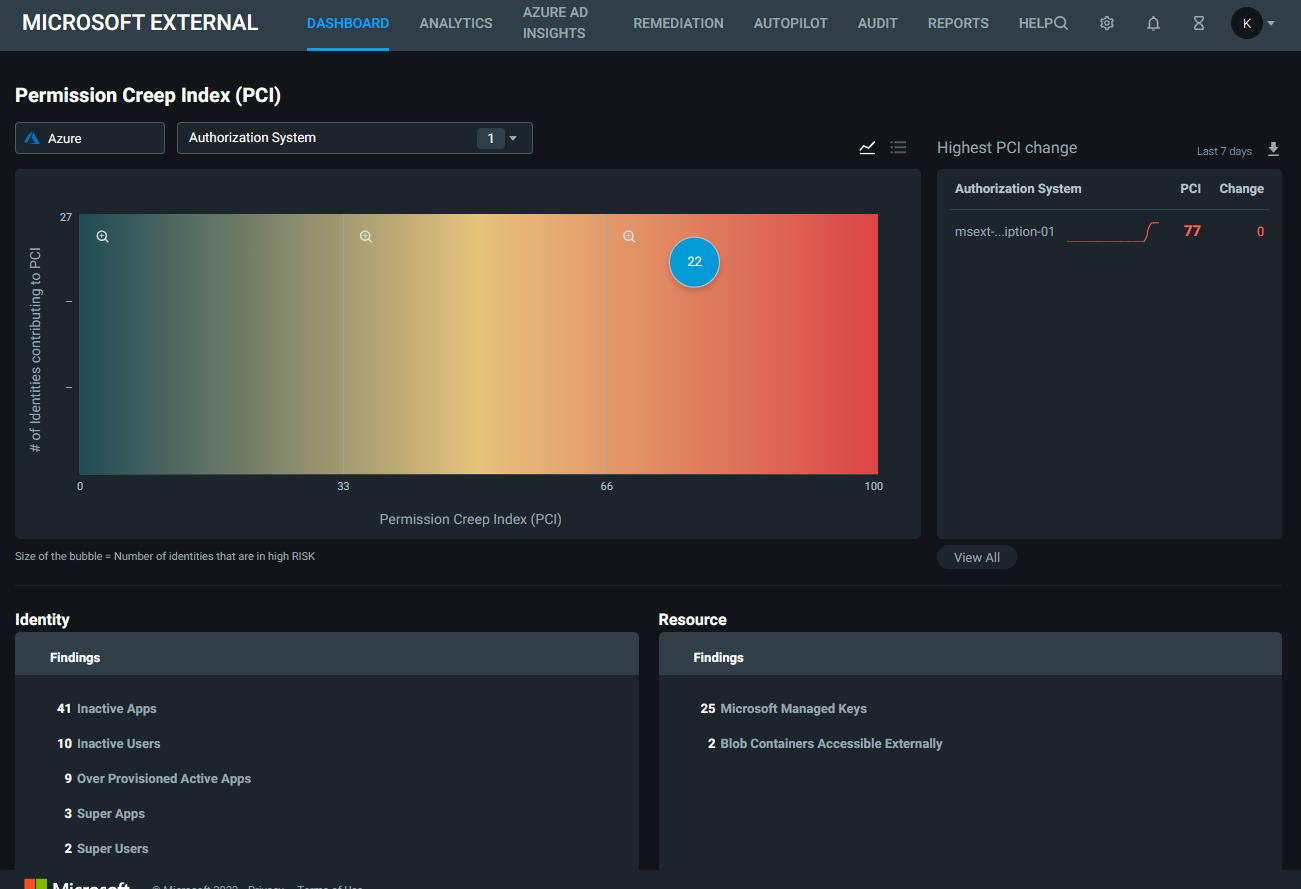 MICROSOFT EXTERNAL
DASHBOARD
ANALYTICS
AZURE AD
INSIGHTS
REMEDIATION
AUTOPILOT
AUDIT
REPORTS
HELP
K
Permission Creep Index (PCI)
Azure
Authorization System 1
27
# of Identities contributing to PCI
22
0 33 66 100
Permission Creep Index (PCI)
Size of the bubble = Number of identities that are in high RISK
Highest PCI change
Last 7 days
Authorization System PCI Change
msext-...iption-01 77 0
View All
Identity
Findings
41 Inactive Apps
10 Inactive Users
9 Over Provisioned Active Apps
3 Super Apps
2 Super Users
Resource
Findings
25 Microsoft Managed Keys
2 Blob Containers Accessible Externally
Microsoft © Microsoft 2022 Privacy Terms of Use